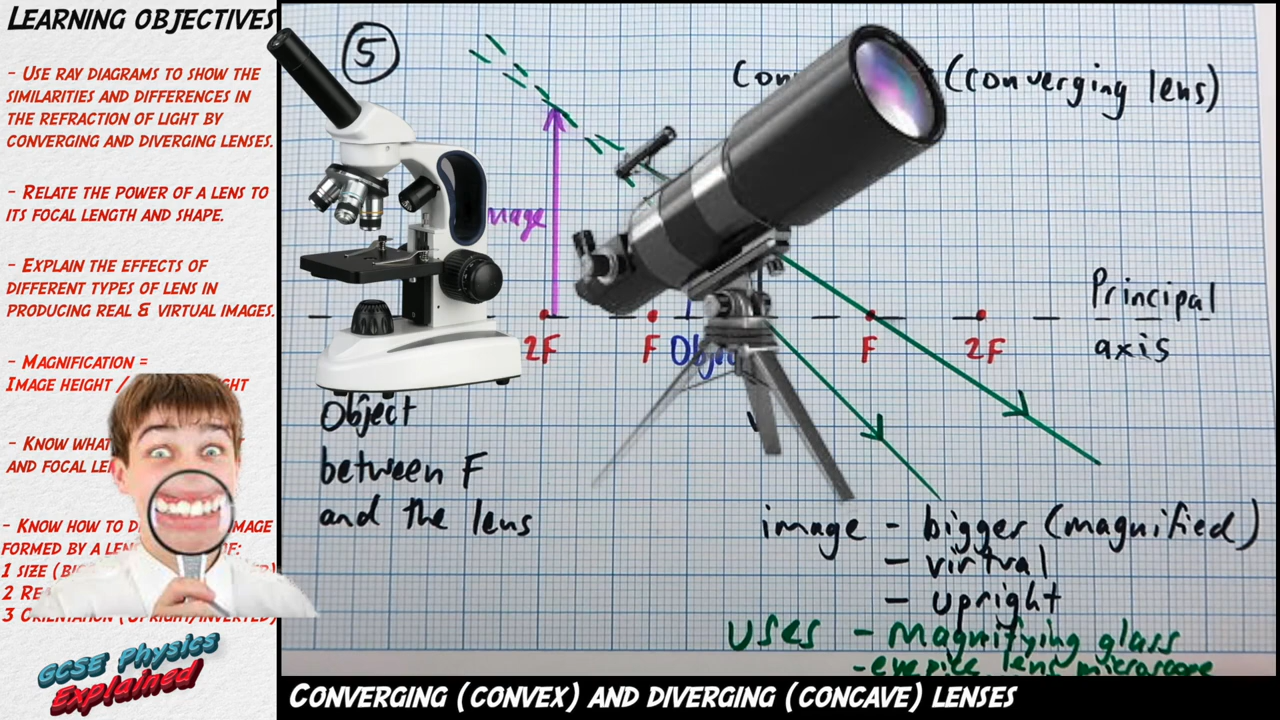 Learning objectives
- Use ray diagrams to show the
similarities and differences in
the refraction of light by
converging and diverging lenses.
- Relate the power of a lens to
its focal length and shape.
- Explain the effects of
different types of lens in
producing real & virtual images.
- Magnification =
Image height /
- Know what
and focal
- Know how to
formed by a
1 size
2
3 Orientation (Upright/inverted)
GCSE Physics
Explained
5
(converging lens)
Principal
axis
2F
F
F
2F
Object
between F
and the lens
image - bigger (magnified)
- virtual
- upright
uses - magnifying glass
Converging (convex) and diverging (concave) lenses